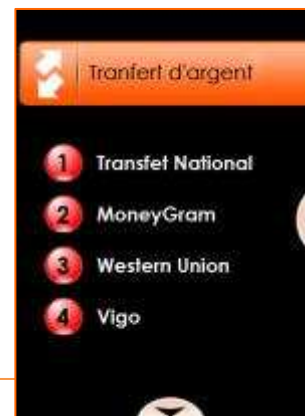 Tranfert d'argent
1 Transfet National
2 MoneyGram
3 Western Union
4 Vigo